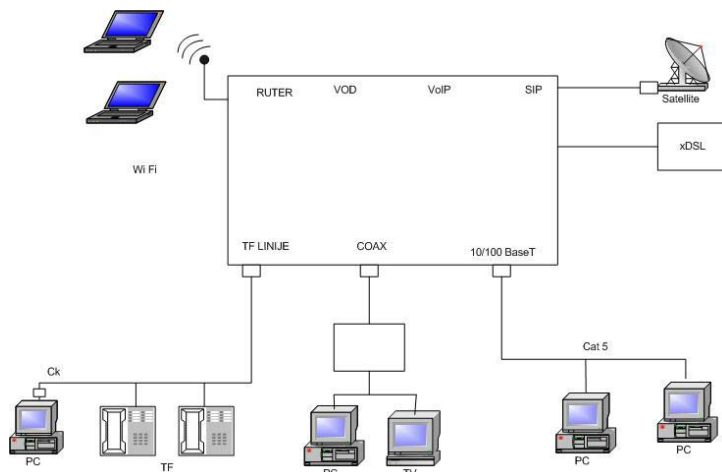 RUTER
VOD
VoIP
SIP
Satellite
xDSL
Wi Fi
TF LINIJE
COAX
10/100 BaseT
Cat 5
Ck
PC
TF
PC
TV
PC
PC